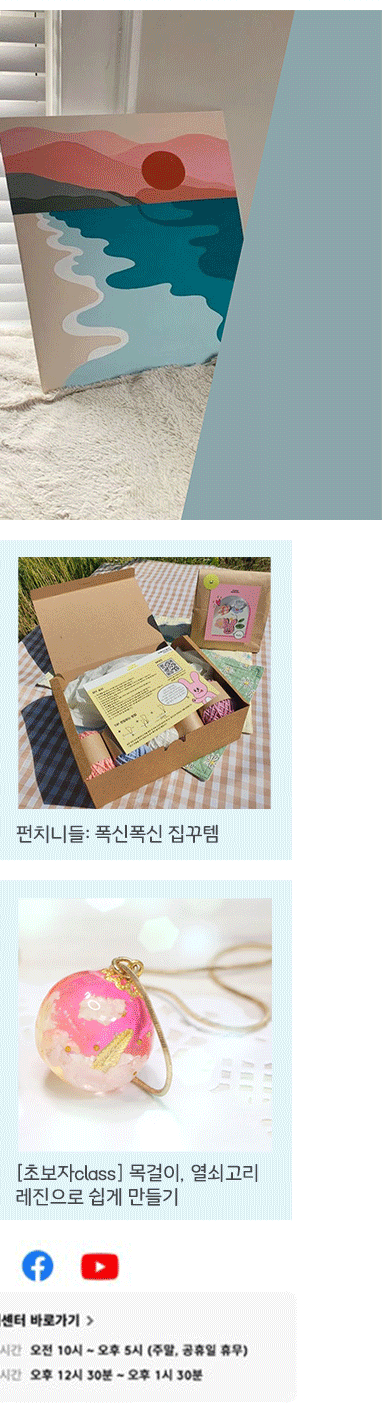 펀치니들: 폭신폭신 집꾸템
[초보자class] 목걸이, 열쇠고리
레진으로 쉽게 만들기
센터 바로가기 >
시간 오전 10시 ~ 오후 5시 (주말, 공휴일 휴무)
시간 오후 12시 30분 ~ 오후 1시 30분